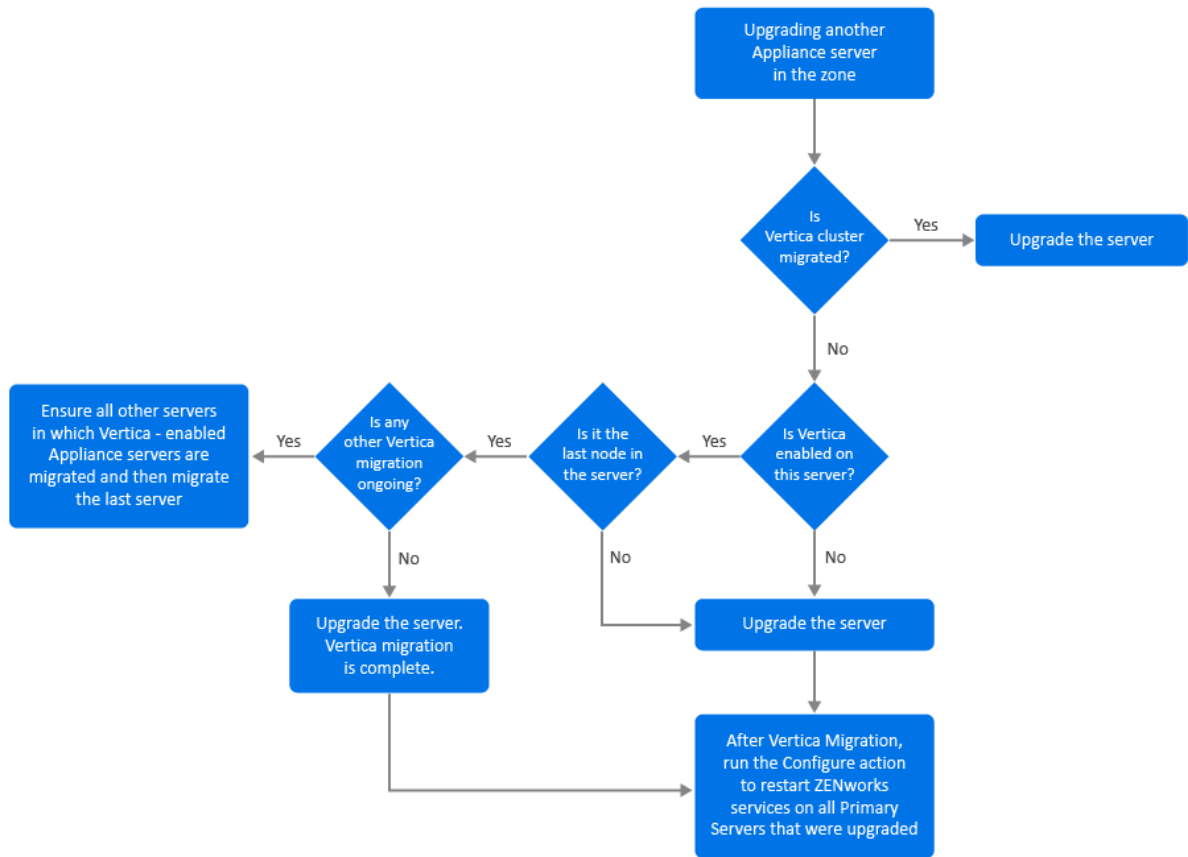 Upgrading another
Appliance server
in the zone
Is
Vertica cluster
migrated?
Yes
Upgrade the server
No
Is Vertica
enabled on
this server?
Yes
Is it the
last node in
the server?
Yes
Is any
other Vertica
migration
ongoing?
Yes
Ensure all other servers
in which Vertica - enabled
Appliance servers are
migrated and then migrate
the last server
No
No
No
Upgrade the server.
Vertica migration
is complete.
Upgrade the server
After Vertica Migration,
run the Configure action
to restart ZENworks
services on all Primary
Servers that were upgraded